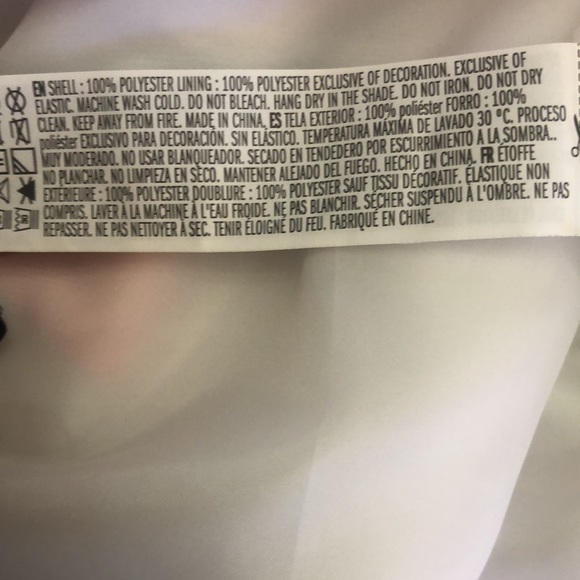 EN SHELL : 100% POLYESTER LINING : 100% POLYESTER EXCLUSIVE OF DECORATION. EXCLUSIVE OF
ELASTIC. MACHINE WASH COLD. DO NOT BLEACH. HANG DRY IN THE SHADE. DO NOT IRON. DO NOT DRY
CLEAN. KEEP AWAY FROM FIRE. MADE IN CHINA. ES TELA EXTERIOR : 100% poliéster FORRO : 100%
poliéster EXCLUSIVO PARA DECORACIÓN. SIN ELÁSTICO. TEMPERATURA MÁXIMA DE LAVADO 30 °C. PROCESO
MUY MODERADO. NO USAR BLANQUEADOR. SECADO EN TENDEDERO POR ESCURRIMIENTO A LA SOMBRA..
NO PLANCHAR. NO LIMPIEZA EN SECO. MANTENER ALEJADO DEL FUEGO. HECHO EN CHINA. FR ÉTOFFE
EXTÉRIEURE : 100% POLYESTER DOUBLURE : 100% POLYESTER SAUF TISSU DÉCORATIF. ÉLASTIQUE NON
COMPRIS. LAVER À LA MACHINE À L'EAU FROIDE. NE PAS BLANCHIR. SÉCHER SUSPENDU À L'OMBRE. NE PAS
REPASSER. NE PAS NETTOYER À SEC. TENIR ÉLOIGNÉ DU FEU. FABRIQUÉ EN CHINE.